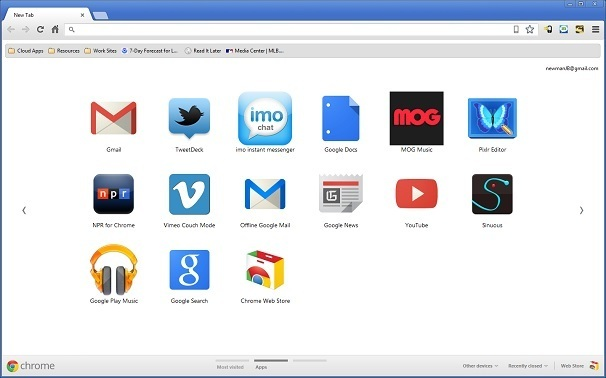 New Tab
Cloud Apps Resources Work Sites 7-Day Forecast for L... Read It Later Media Center | MLB...
newmanJB@gmail.com
imo
chat
MOG
Gmail TweetDeck imo instant messenger Google Docs MOG Music Pixlr Editor
npr
NPR for Chrome Vimeo Couch Mode Offline Google Mail Google News YouTube Sinuous
g
Google Play Music Google Search Chrome Web Store
chrome Most visited Apps Other devices Recently closed Web Store